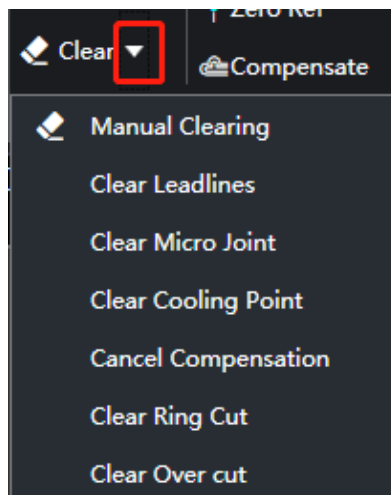 Zero Ref
Clear
Compensate
Manual Clearing
Clear Leadlines
Clear Micro Joint
Clear Cooling Point
Cancel Compensation
Clear Ring Cut
Clear Over cut